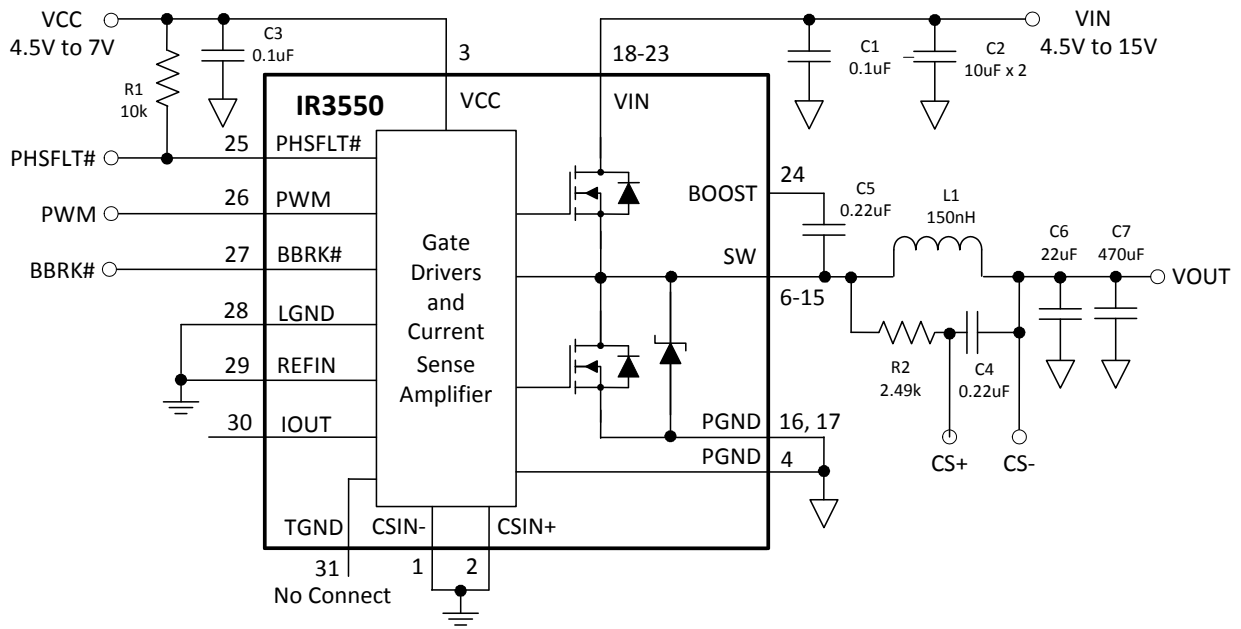 VCC
4.5V to 7V
C3
0.1uF
3
18-23
C1
0.1uF
C2
10uF x 2
VIN
4.5V to 15V
R1
10k
IR3550
VCC
VIN
PHSFLT#
25
PHSFLT#
PWM
26
PWM
BBRK#
27
BBRK#
28
LGND
29
REFIN
30
IOUT
Gate
Drivers
and
Current
Sense
Amplifier
BOOST
24
C5
0.22uF
SW
6-15
L1
150nH
C6
22uF
C7
470uF
VOUT
R2
2.49k
C4
0.22uF
CS+
CS-
PGND
16, 17
PGND
4
TGND
CSIN-
CSIN+
31
1
2
No Connect